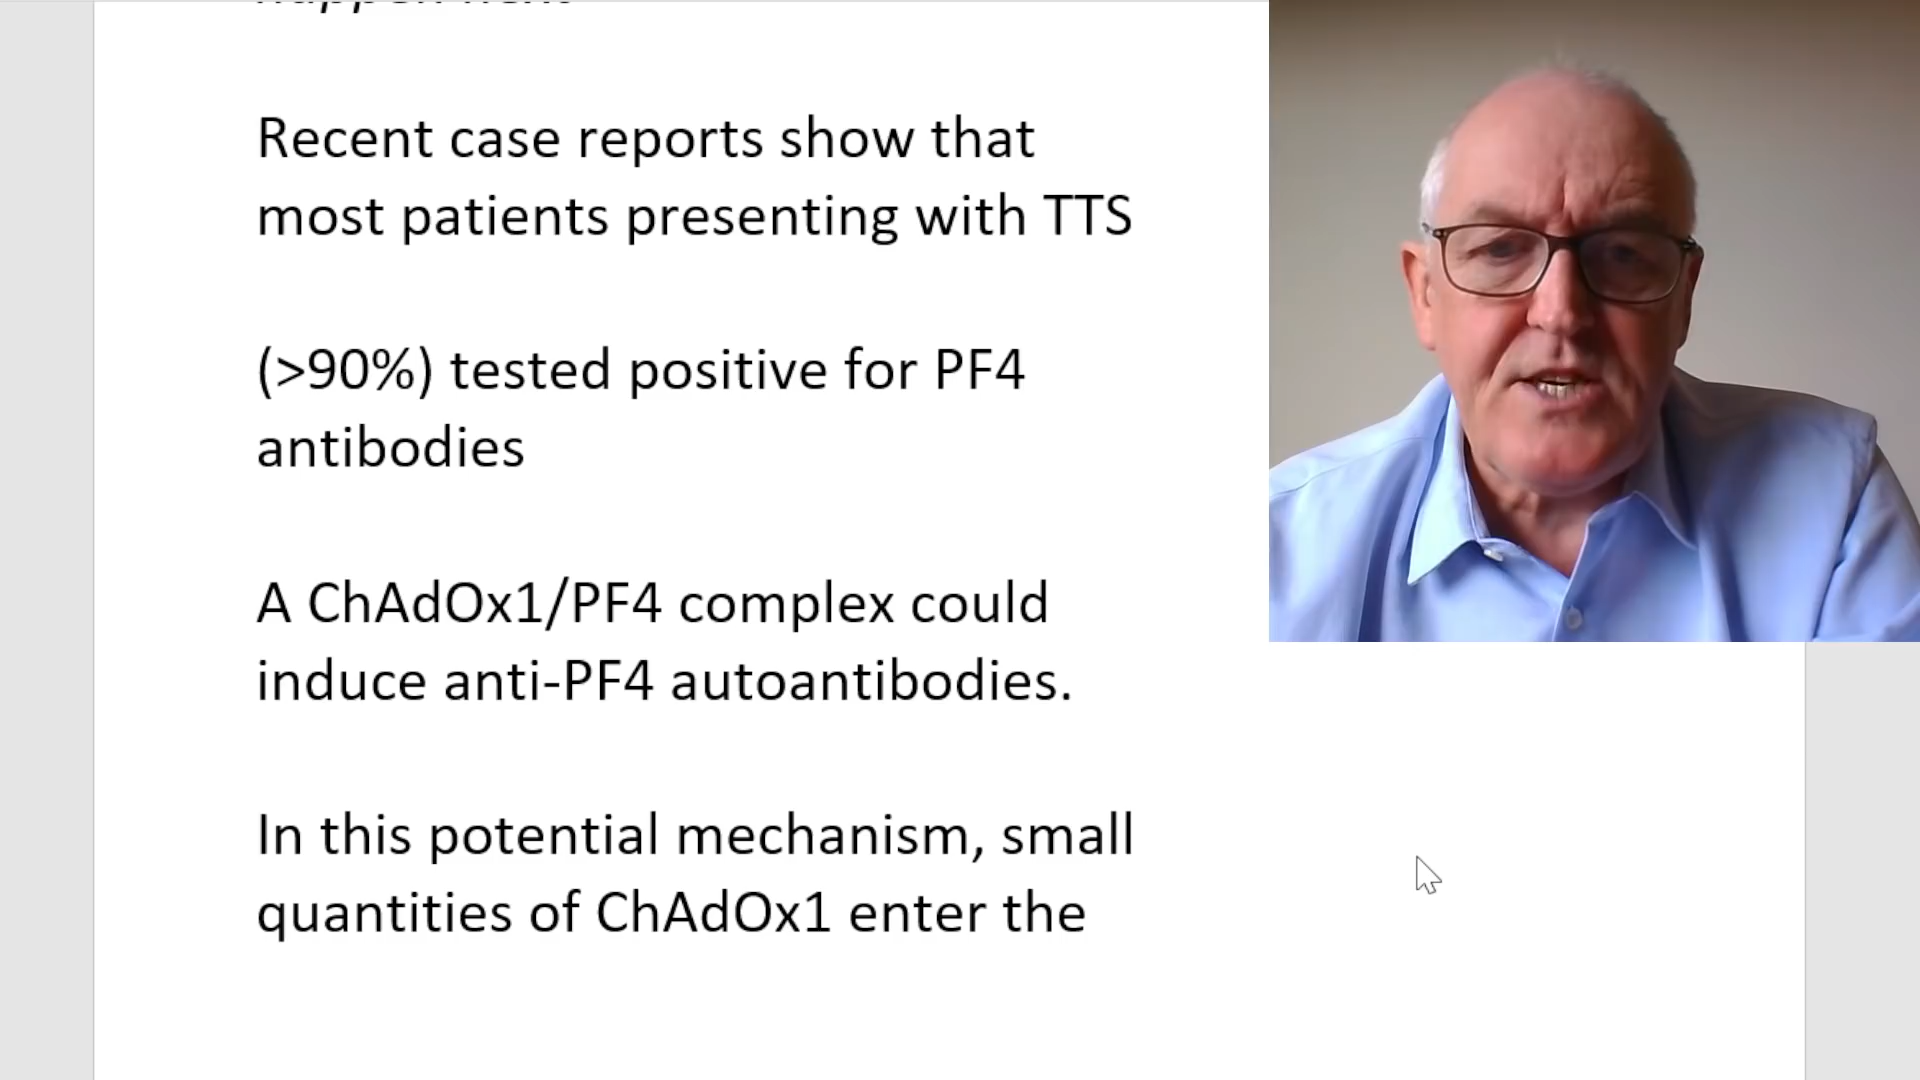 Recent case reports show that
most patients presenting with TTS
(>90%) tested positive for PF4
antibodies
A ChAdOx1/PF4 complex could
induce anti-PF4 autoantibodies.
In this potential mechanism, small
quantities of ChAdOx1 enter the